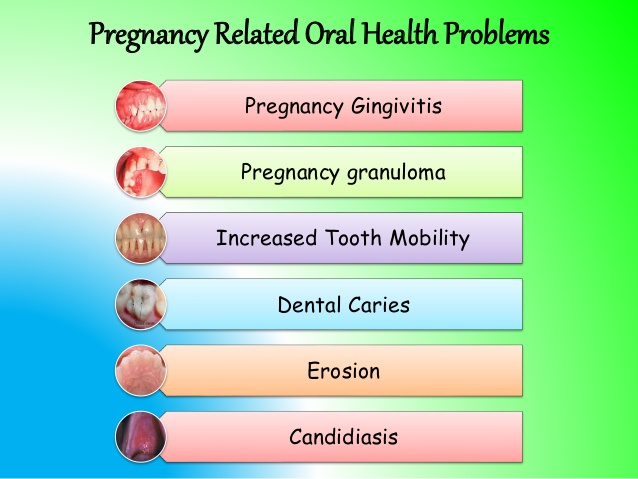 Pregnancy Related Oral Health Problems
Pregnancy Gingivitis
Pregnancy granuloma
Increased Tooth Mobility
Dental Caries
Erosion
Candidiasis